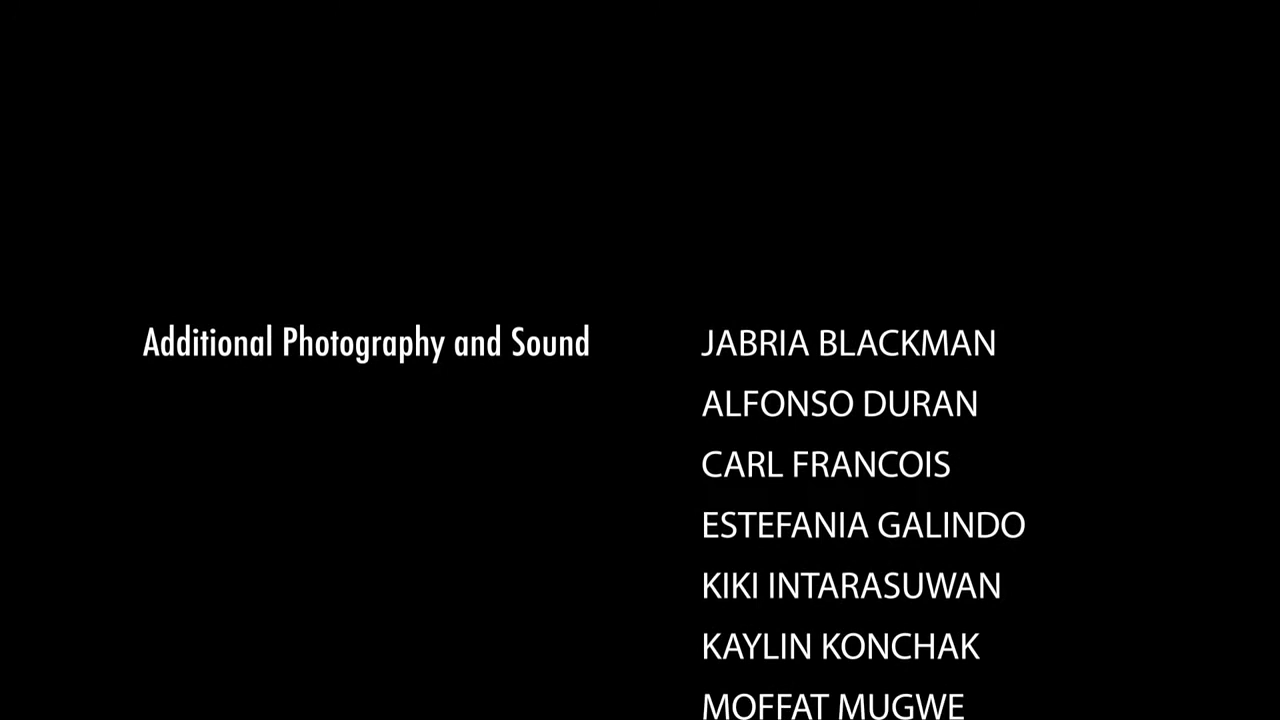 Additional Photography and Sound JABRIA BLACKMAN
ALFONSO DURAN
CARL FRANCOIS
ESTEFANIA GALINDO
KIKI INTARASUWAN
KAYLIN KONCHAK
MOFFAT MUGWE